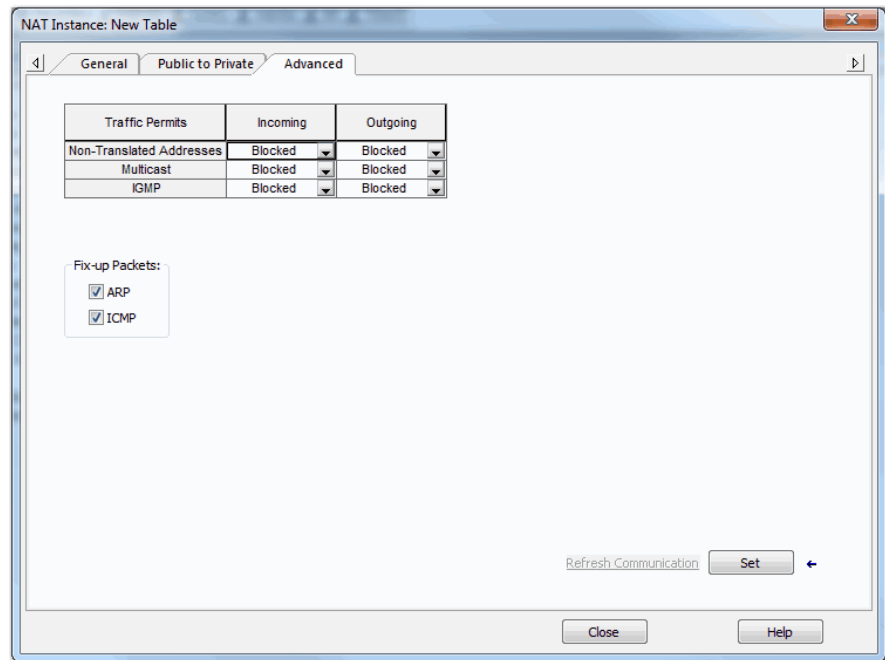 NAT Instance: New Table
General Public to Private Advanced
Traffic Permits Incoming Outgoing
Non-Translated Addresses Blocked Blocked
Multicast Blocked Blocked
IGMP Blocked Blocked
Fix-up Packets:
ARP
ICMP
Refresh Communication Set
Close Help